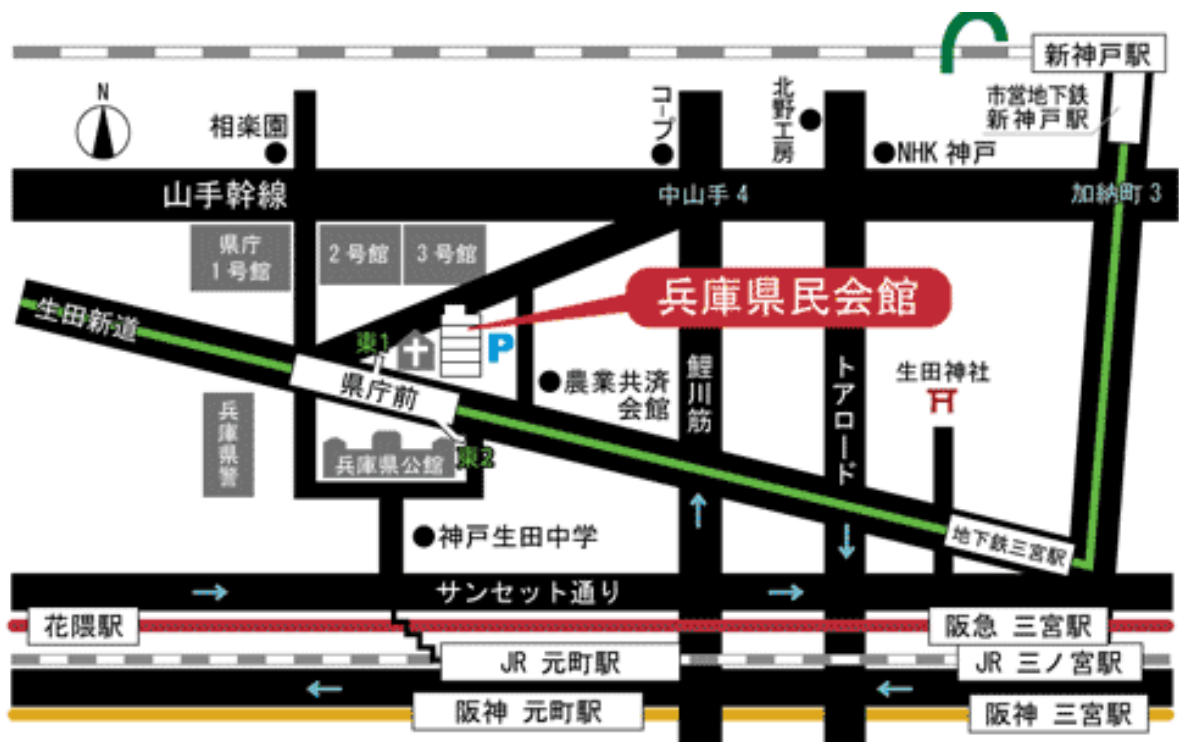 新神戸駅
N
市営地下鉄
新神戸駅
相楽園
コープ
北野工房
NHK 神戸
山手幹線
中山手 4
加納町 3
県庁
1号館
2号館
3号館
兵庫県民会館
生田新道
東1
P
県庁前
農業共済
会館
鯉川筋
トアロード
生田神社
兵庫県警
兵庫県公館
東2
神戸生田中学
地下鉄三宮駅
サンセット通り
花隈駅
阪急 三宮駅
JR 元町駅
JR 三ノ宮駅
阪神 元町駅
阪神 三宮駅